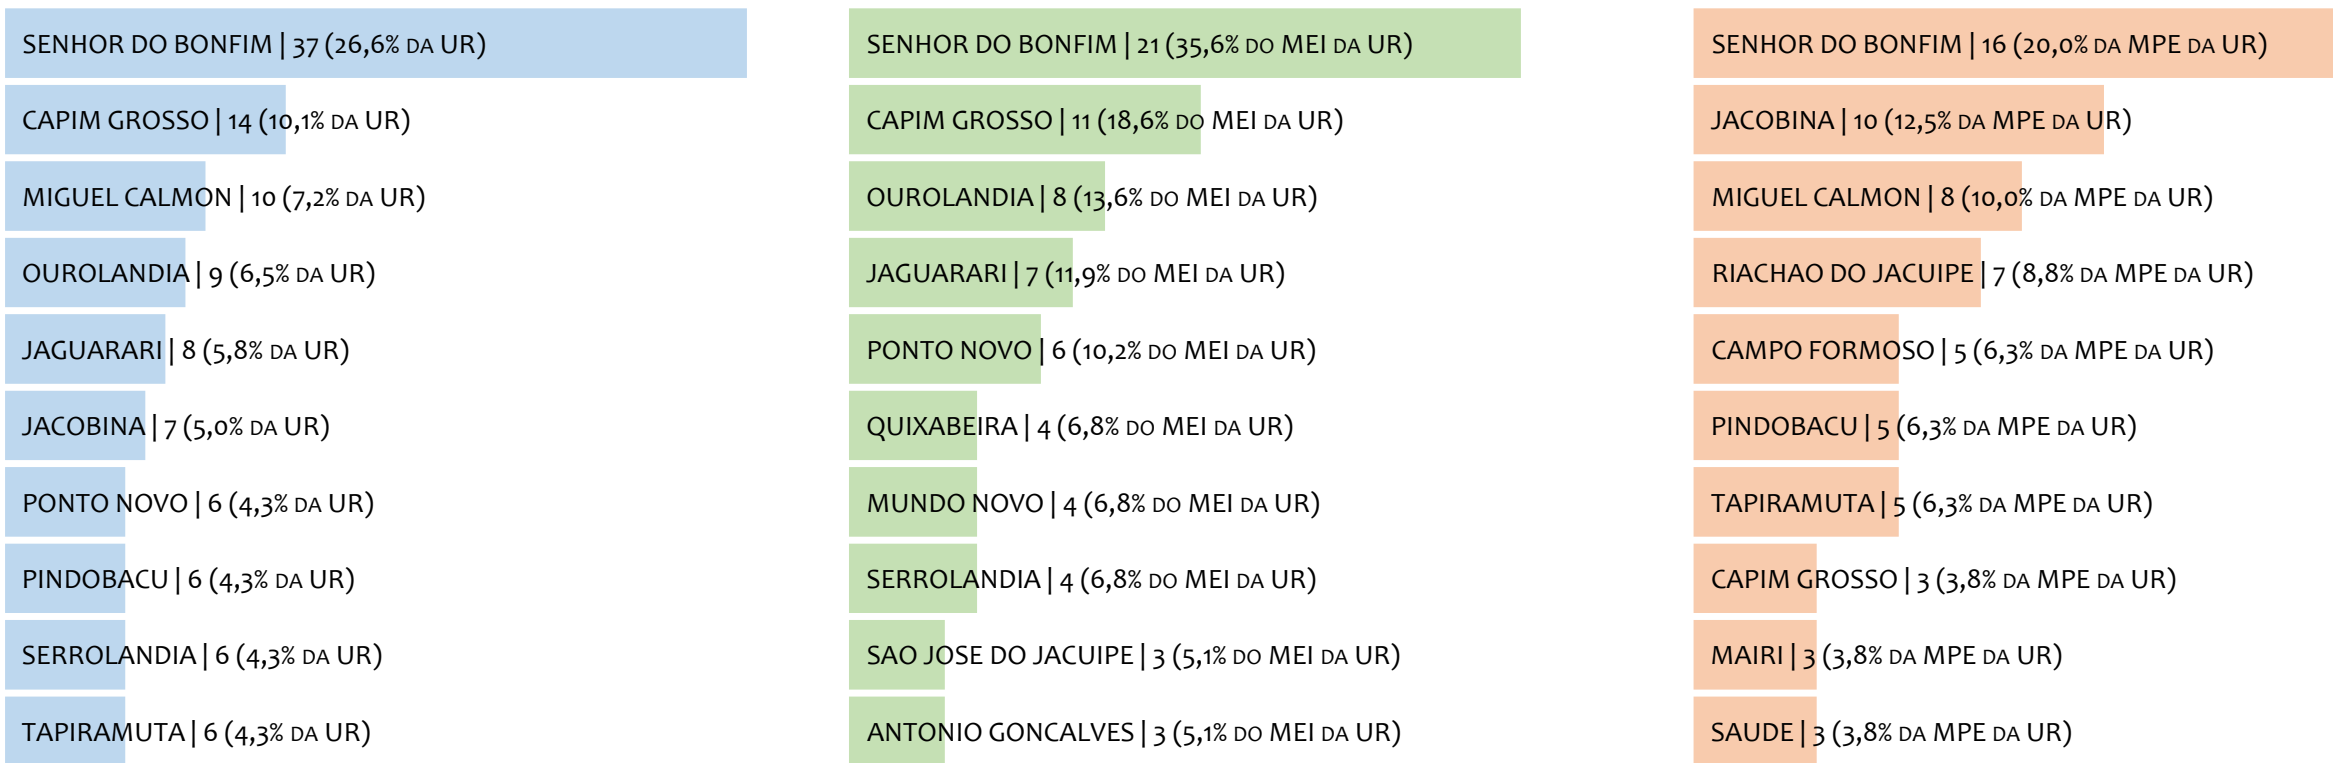 SENHOR DO BONFIM | 37 (26,6% DA UR)
CAPIM GROSSO | 14 (10,1% DA UR)
MIGUEL CALMON | 10 (7,2% DA UR)
OUROLANDIA | 9 (6,5% DA UR)
JAGUARARI | 8 (5,8% DA UR)
JACOBINA | 7 (5,0% DA UR)
PONTO NOVO | 6 (4,3% DA UR)
PINDOBACU | 6 (4,3% DA UR)
SERROLANDIA | 6 (4,3% DA UR)
TAPIRAMUTA | 6 (4,3% DA UR)
SENHOR DO BONFIM | 21 (35,6% DO MEI DA UR)
CAPIM GROSSO | 11 (18,6% DO MEI DA UR)
OUROLANDIA | 8 (13,6% DO MEI DA UR)
JAGUARARI | 7 (11,9% DO MEI DA UR)
PONTO NOVO | 6 (10,2% DO MEI DA UR)
QUIXABEIRA | 4 (6,8% DO MEI DA UR)
MUNDO NOVO | 4 (6,8% DO MEI DA UR)
SERROLANDIA | 4 (6,8% DO MEI DA UR)
SAO JOSE DO JACUIPE | 3 (5,1% DO MEI DA UR)
ANTONIO GONCALVES | 3 (5,1% DO MEI DA UR)
SENHOR DO BONFIM | 16 (20,0% DA MPE DA UR)
JACOBINA | 10 (12,5% DA MPE DA UR)
MIGUEL CALMON | 8 (10,0% DA MPE DA UR)
RIACHAO DO JACUIPE | 7 (8,8% DA MPE DA UR)
CAMPO FORMOSO | 5 (6,3% DA MPE DA UR)
PINDOBACU | 5 (6,3% DA MPE DA UR)
TAPIRAMUTA | 5 (6,3% DA MPE DA UR)
CAPIM GROSSO | 3 (3,8% DA MPE DA UR)
MAIRI | 3 (3,8% DA MPE DA UR)
SAUDE | 3 (3,8% DA MPE DA UR)